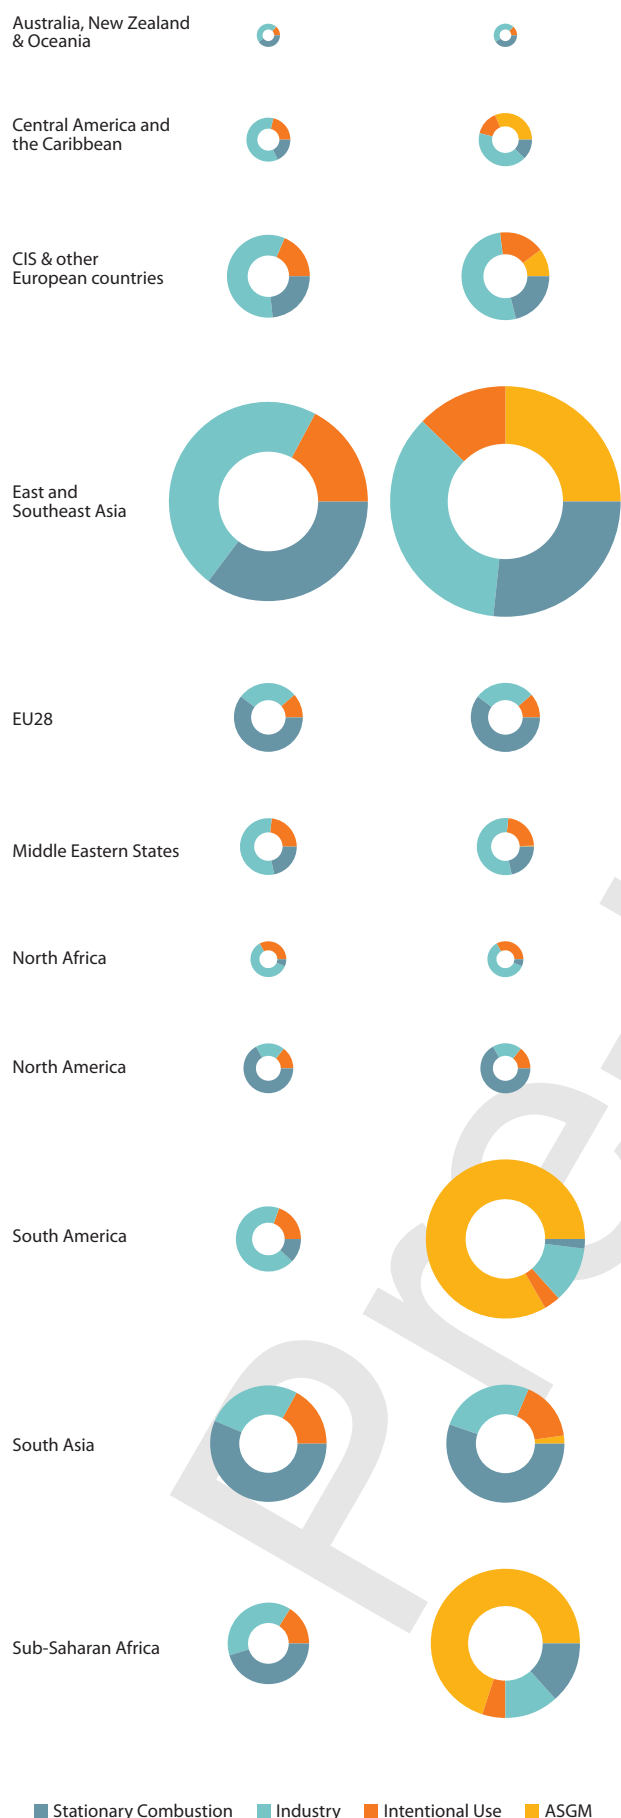 Australia, New Zealand
& Oceania
Central America and
the Caribbean
CIS & other
European countries
East and
Southeast Asia
EU28
Middle Eastern States
North Africa
North America
South America
South Asia
Sub-Saharan Africa
Stationary Combustion Industry Intentional Use ASGM